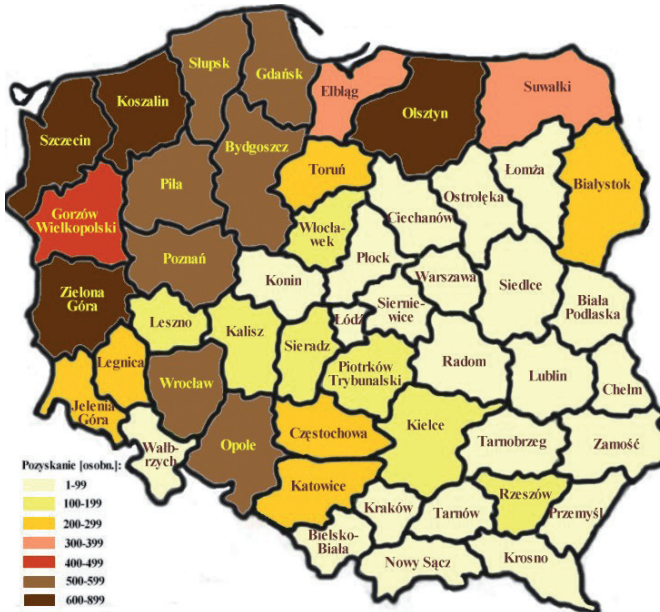 Słupsk
Gdańsk
Koszalin
Elbląg
Suwałki
Olsztyn
Szczecin
Bydgoszcz
Łomża
Piła
Toruń
Ostrołęka
Białystok
Gorzów
Wielkopolski
Ciechanów
Włocła-
wek
Poznań
Płock
Zielona
Góra
Konin
Warszawa
Siedlce
Biała
Podlaska
Siernie-
wice
Leszno
Kalisz
Łódź
Sieradz
Legnica
Piotrków
Trybunalski
Radom
Lublin
Chełm
Wrocław
Jelenia
Góra
Kielce
Wałb-
rzych
Opole
Częstochowa
Tarnobrzeg
Zamość
Pozyskanie [osobn.]:
1-99
100-199
200-299
300-399
400-499
500-599
600-899
Katowice
Kraków
Tarnów
Rzeszów
Przemyśl
Bielsko-
Biała
Nowy Sącz
Krosno